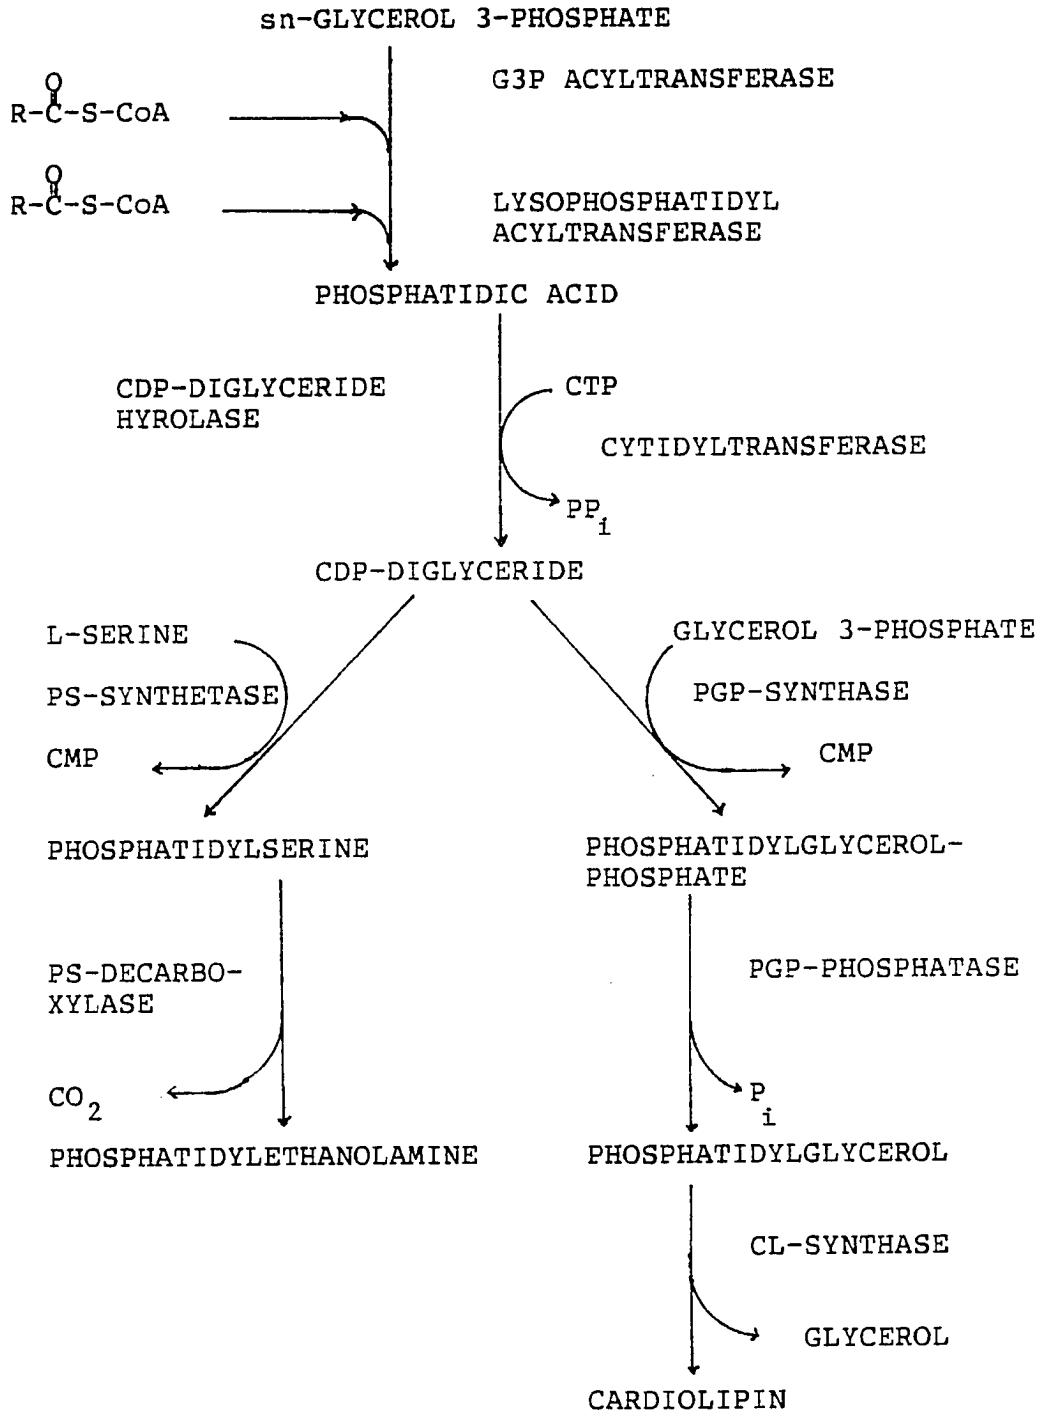 sn-GLYCEROL 3-PHOSPHATE
G3P ACYLTRANSFERASE
O
R-C-S-CoA
O
R-C-S-CoA
LYSOPHOSPHATIDYL
ACYLTRANSFERASE
PHOSPHATIDIC ACID
CDP-DIGLYCERIDE
HYROLASE
CTP
CYTIDYLTRANSFERASE
PPi
CDP-DIGLYCERIDE
L-SERINE
GLYCEROL 3-PHOSPHATE
PS-SYNTHETASE
PGP-SYNTHASE
CMP
CMP
PHOSPHATIDYLSERINE
PHOSPHATIDYLGLYCEROL-
PHOSPHATE
PS-DECARBO-
XYLASE
PGP-PHOSPHATASE
CO2
Pi
PHOSPHATIDYLETHANOLAMINE
PHOSPHATIDYLGLYCEROL
CL-SYNTHASE
GLYCEROL
CARDIOLIPIN